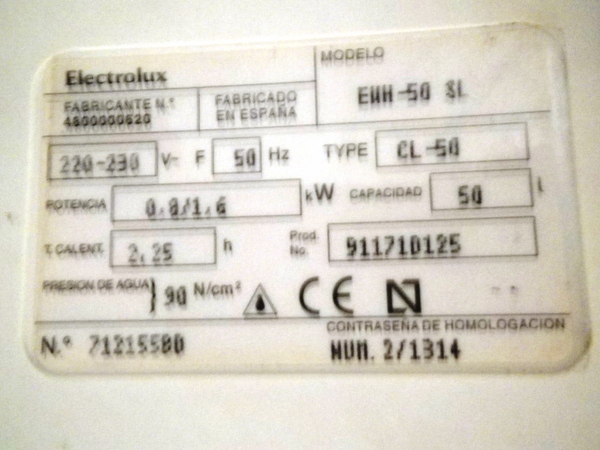 Electrolux
MODELO
EWH-50 SL
FABRICANTE N.º
4800000620
FABRICADO
EN ESPAÑA
220-230 V~ F 50 Hz TYPE CL-50
POTENCIA 0.8/1.6 kW CAPACIDAD 50 l
T. CALENT. 2.25 h Prod. No. 911710125
PRESION DE AGUA} 90 N/cm² CE N
CONTRASEÑA DE HOMOLOGACION
N.º 71215500 NUM. 2/1314